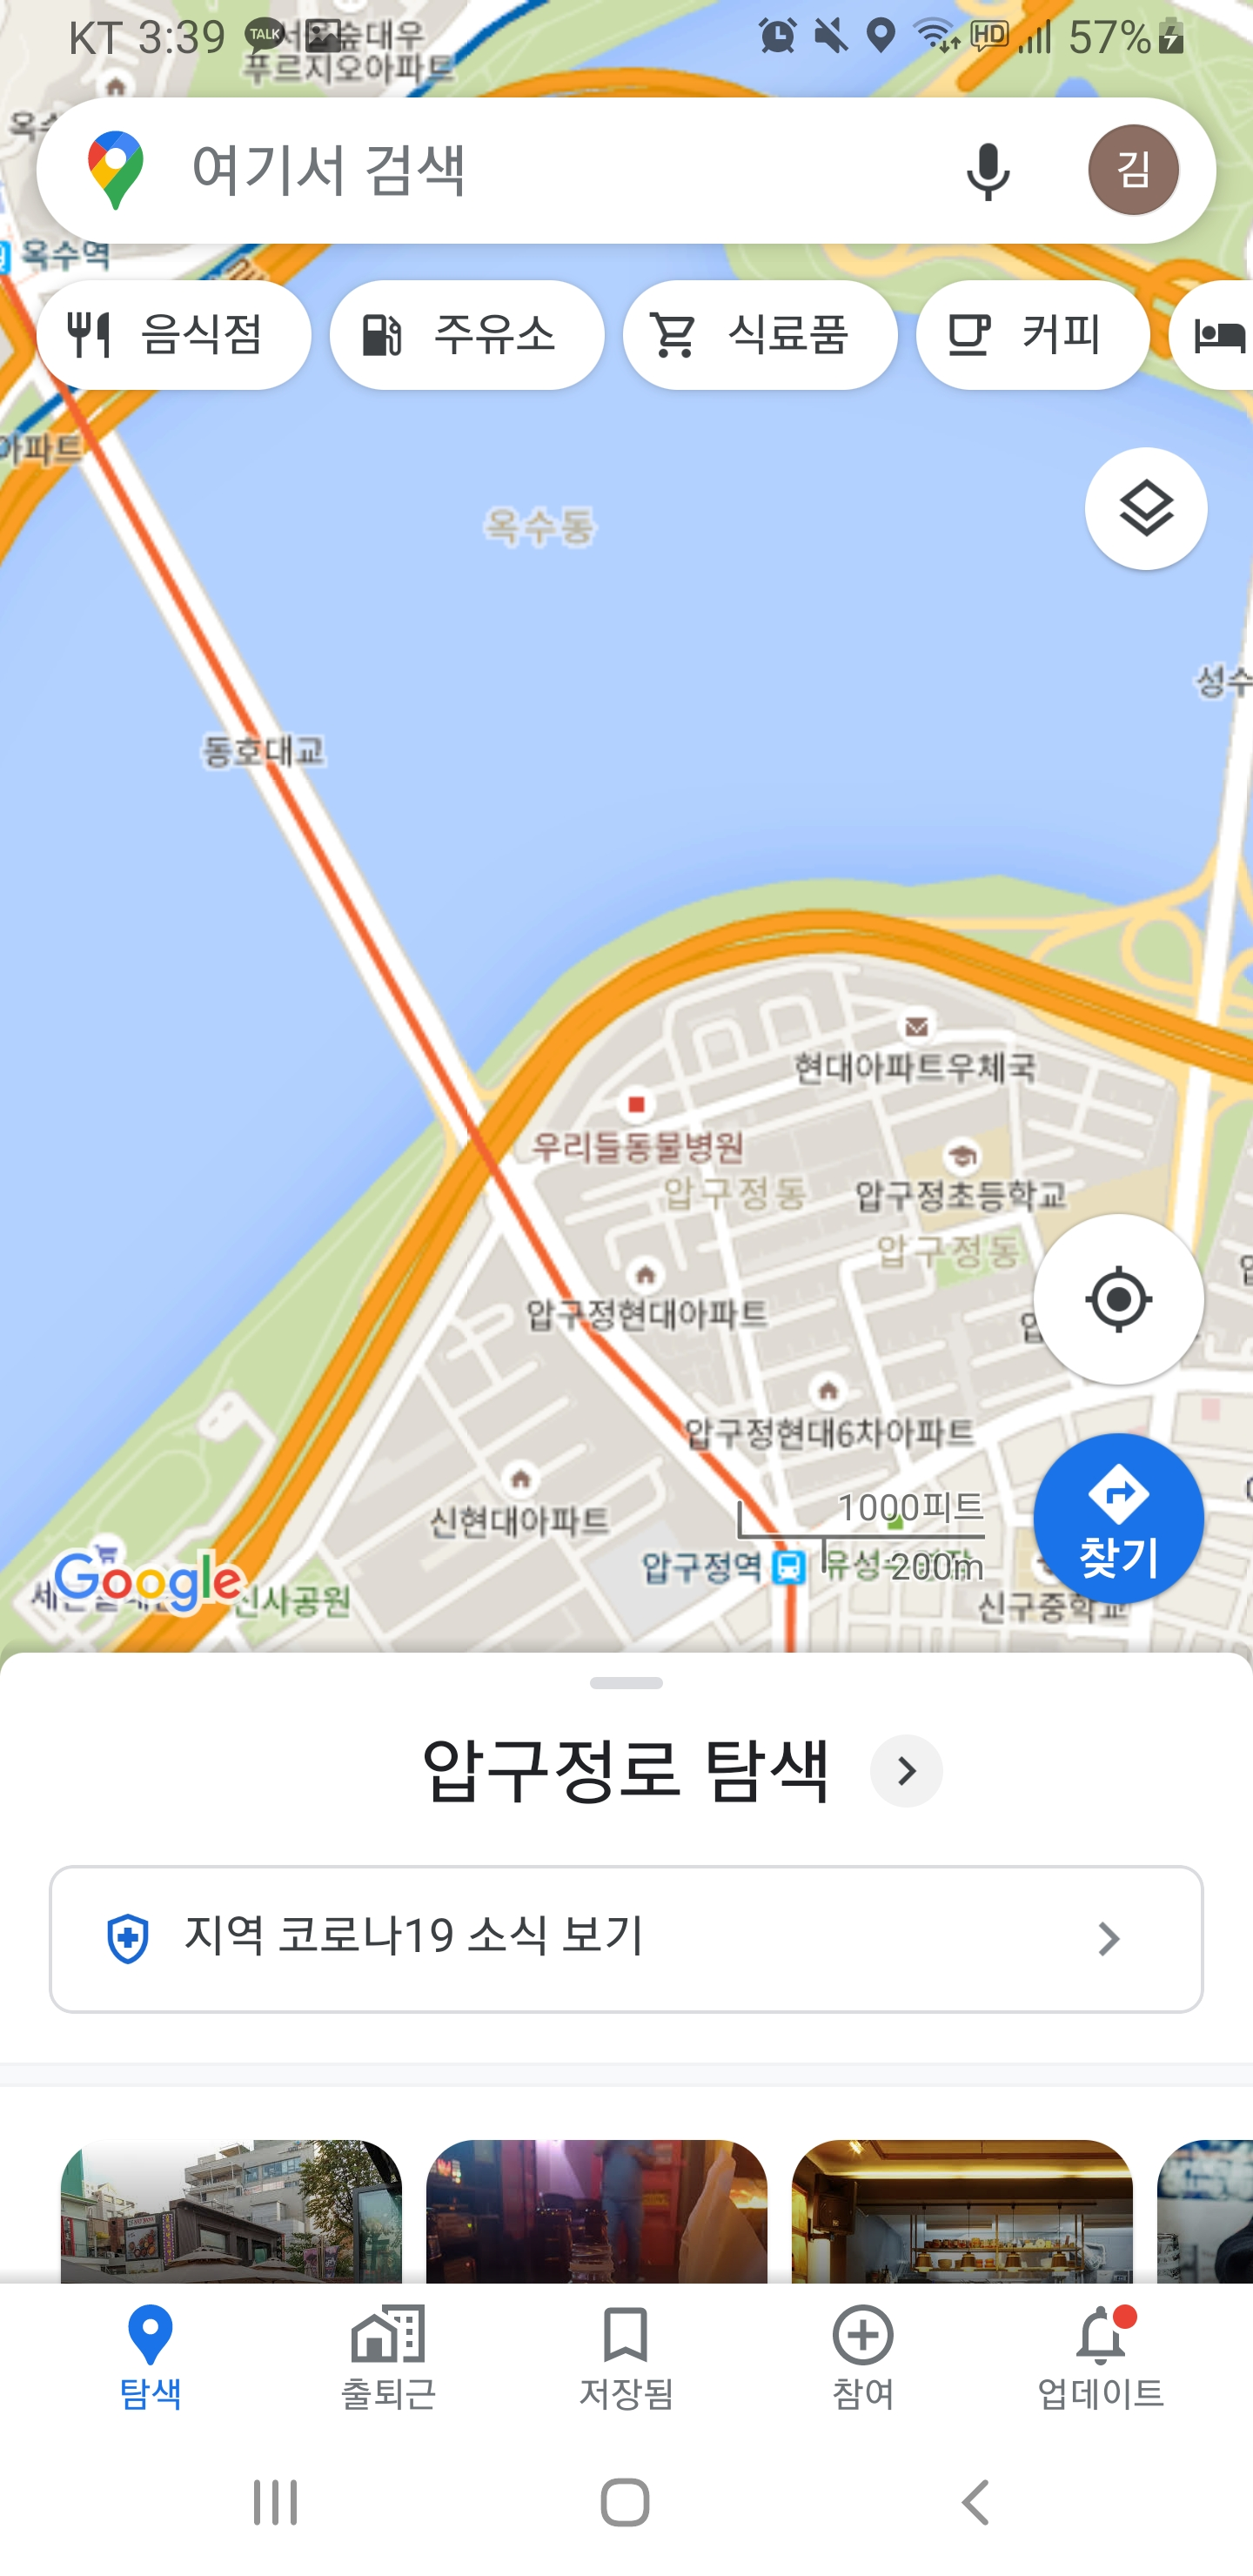 KT 3:39 TALK HD 57%
푸르지오아파트
여기서 검색 김
옥수역
음식점 주유소 식료품 커피
아파트
옥수동
성수
동호대교
현대아파트우체국
우리들동물병원
압구정동 압구정초등학교
압구정동
압구정현대아파트
압구정현대6차아파트
1000피트
신현대아파트
찾기
압구정역 200m
Google
신사공원 신구중학교
압구정로 탐색
지역 코로나19 소식 보기
탐색 출퇴근 저장됨 참여 업데이트